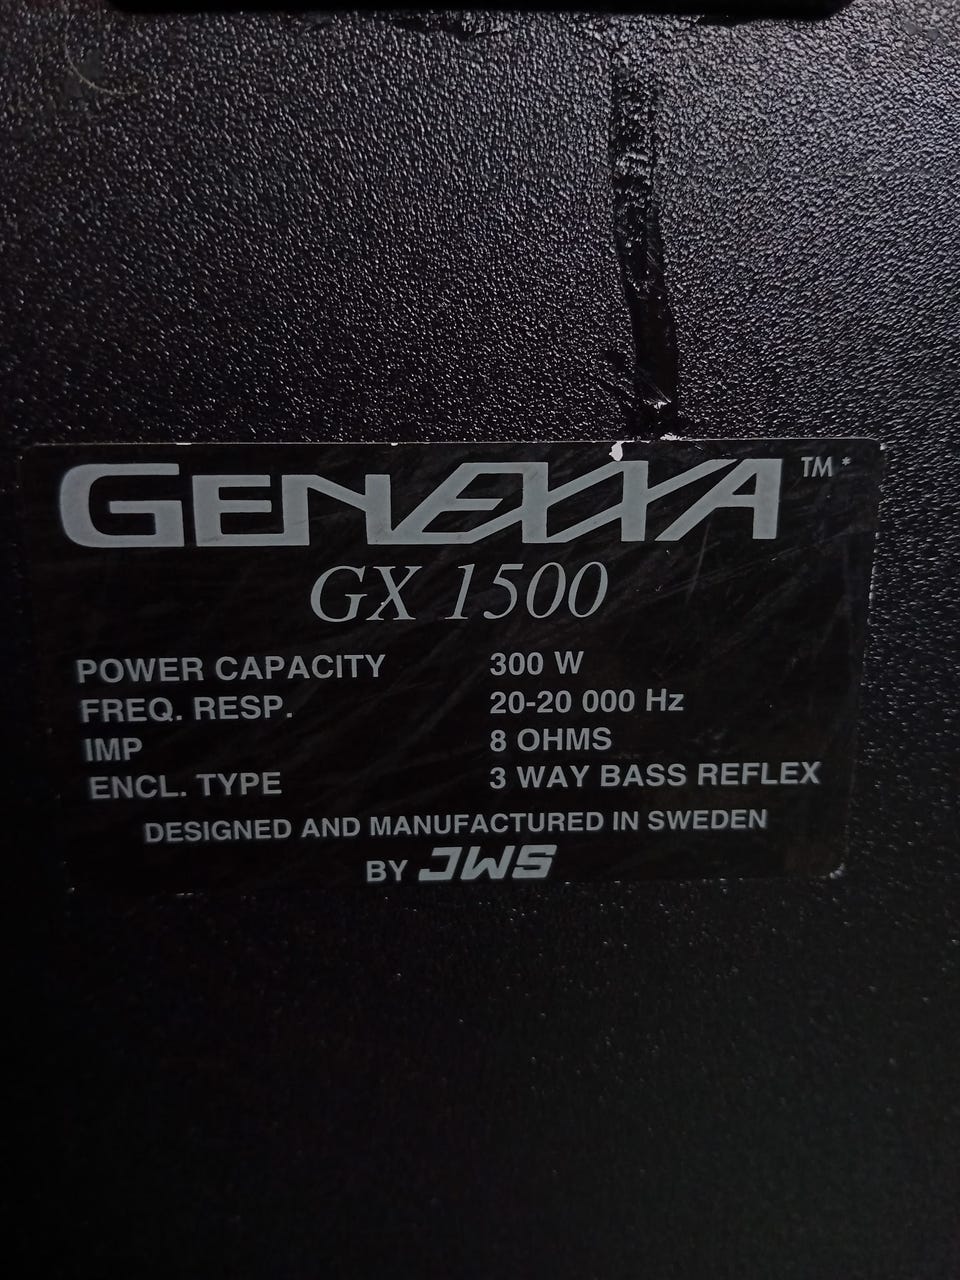 GENEXXA TM*
GX 1500
POWER CAPACITY 300 W
FREQ. RESP. 20-20 000 Hz
IMP 8 OHMS
ENCL. TYPE 3 WAY BASS REFLEX
DESIGNED AND MANUFACTURED IN SWEDEN
BY JWS